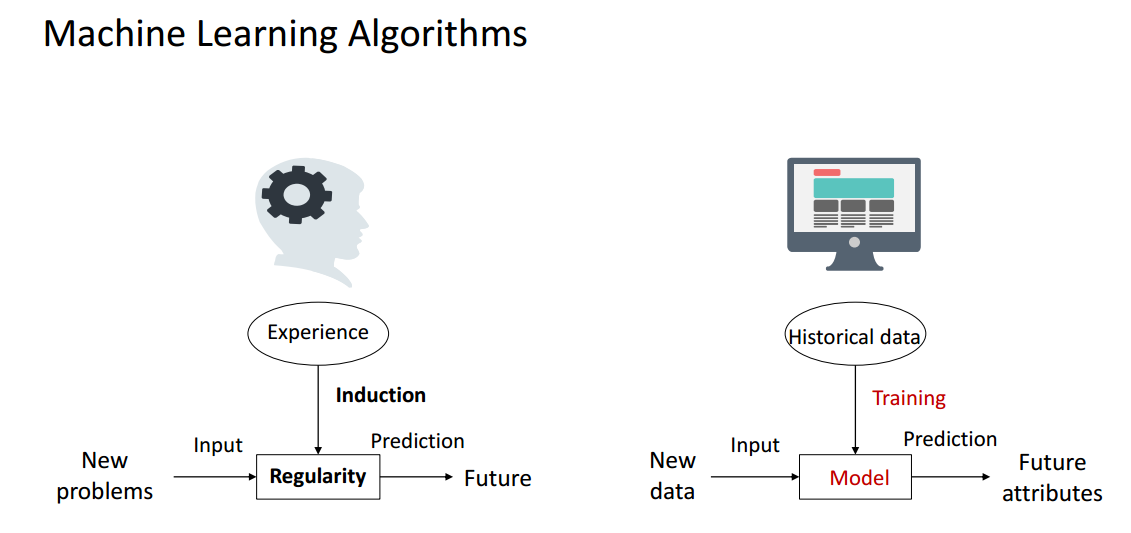 Machine Learning Algorithms
Experience
Induction
Input
Prediction
New
problems
Regularity
Future
Historical data
Training
Input
Prediction
New
data
Model
Future
attributes